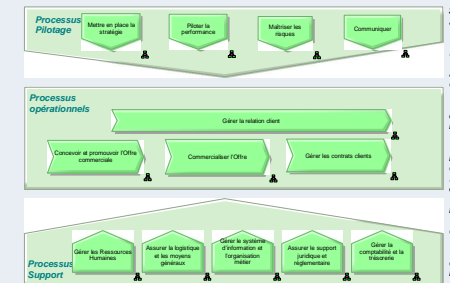 Processus
Pilotage
Mettre en place la
stratégie
Piloter la
performance
Maîtriser les
risques
Communiquer
Processus
opérationnels
Gérer la relation client
Concevoir et promouvoir l'Offre
commerciale
Commercialiser l'Offre
Gérer les contrats clients
Processus
Support
Gérer les Ressources
Humaines
Assurer la logistique
et les moyens
généraux
Gérer le système
d'information et
l'organisation
métier
Assurer le support
juridique et
réglementaire
Gérer la
comptabilité et la
trésorerie